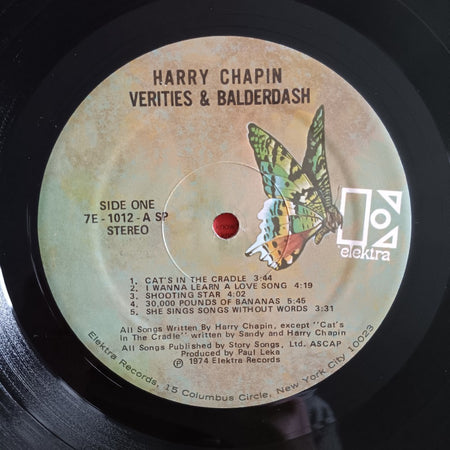 HARRY CHAPIN
VERITIES & BALDERDASH
SIDE ONE
7E-1012-A SP
STEREO
elektra
1. CAT'S IN THE CRADLE 3:44
2. I WANNA LEARN A LOVE SONG 4:19
3. SHOOTING STAR 4:02
4. 30,000 POUNDS OF BANANAS 5:45
5. SHE SINGS SONGS WITHOUT WORDS 3:31
All Songs Written By Harry Chapin, except "Cat's
In The Cradle" written by Sandy and Harry Chapin
All Songs Published by Story Songs, Ltd. ASCAP
Produced by Paul Leka
℗ 1974 Elektra Records
Elektra Records, 15 Columbus Circle, New York City 10023